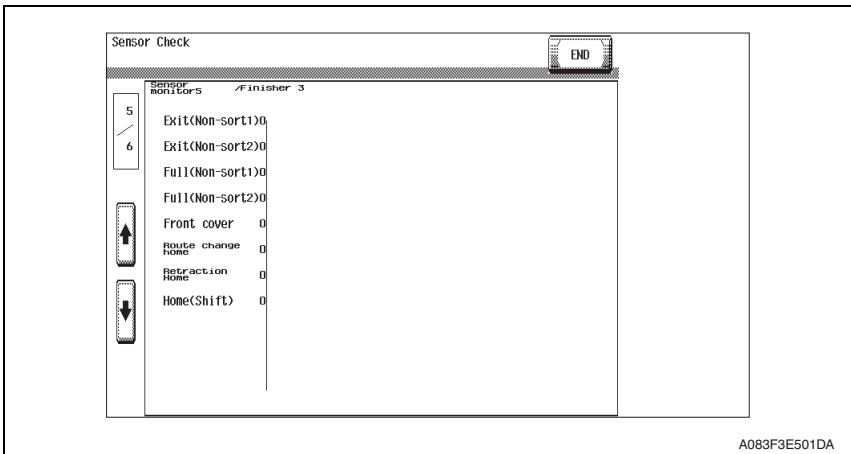 Sensor Check
END
Sensor monitors /Finisher 3
5
/
6
Exit(Non-sort1)0
Exit(Non-sort2)0
Full(Non-sort1)0
Full(Non-sort2)0
Front cover 0
Route change home 0
Retraction Home 0
Home(Shift) 0
A083F3E501DA